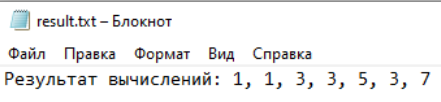 result.txt – Блокнот
Файл Правка Формат Вид Справка
Результат вычислений: 1, 1, 3, 3, 5, 3, 7